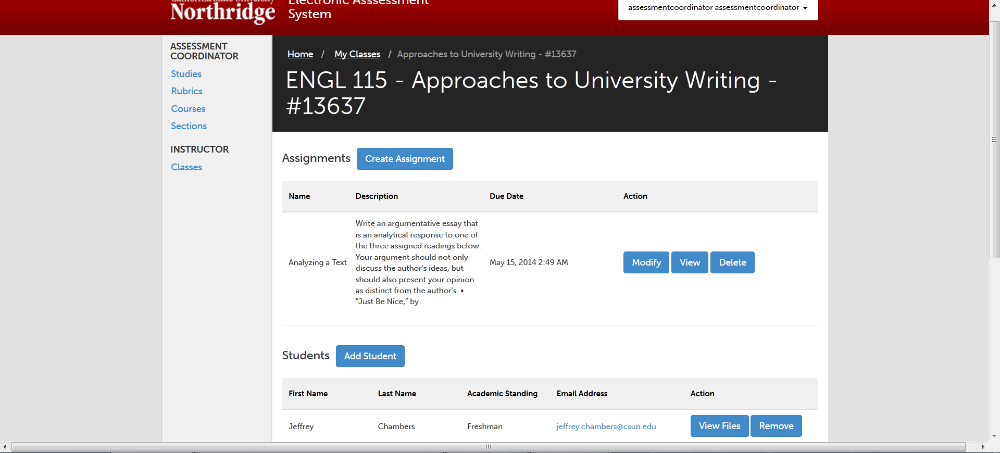 California State University
Northridge
Electronic Asssessment
System
assessmentcoordinator assessmentcoordinator
ASSESSMENT
COORDINATOR
Studies
Rubrics
Courses
Sections
INSTRUCTOR
Classes
Home / My Classes / Approaches to University Writing - #13637
ENGL 115 - Approaches to University Writing -
#13637
Assignments Create Assignment
Name Description Due Date Action
Write an argumentative essay that
is an analytical response to one of
the three assigned readings below.
Your argument should not only
Analyzing a Text discuss the author's ideas, but May 15, 2014 2:49 AM Modify View Delete
should also present your opinion
as distinct from the author's. •
“Just Be Nice,” by
Students Add Student
First Name Last Name Academic Standing Email Address Action
Jeffrey Chambers Freshman jeffrey.chambers@csun.edu View Files Remove